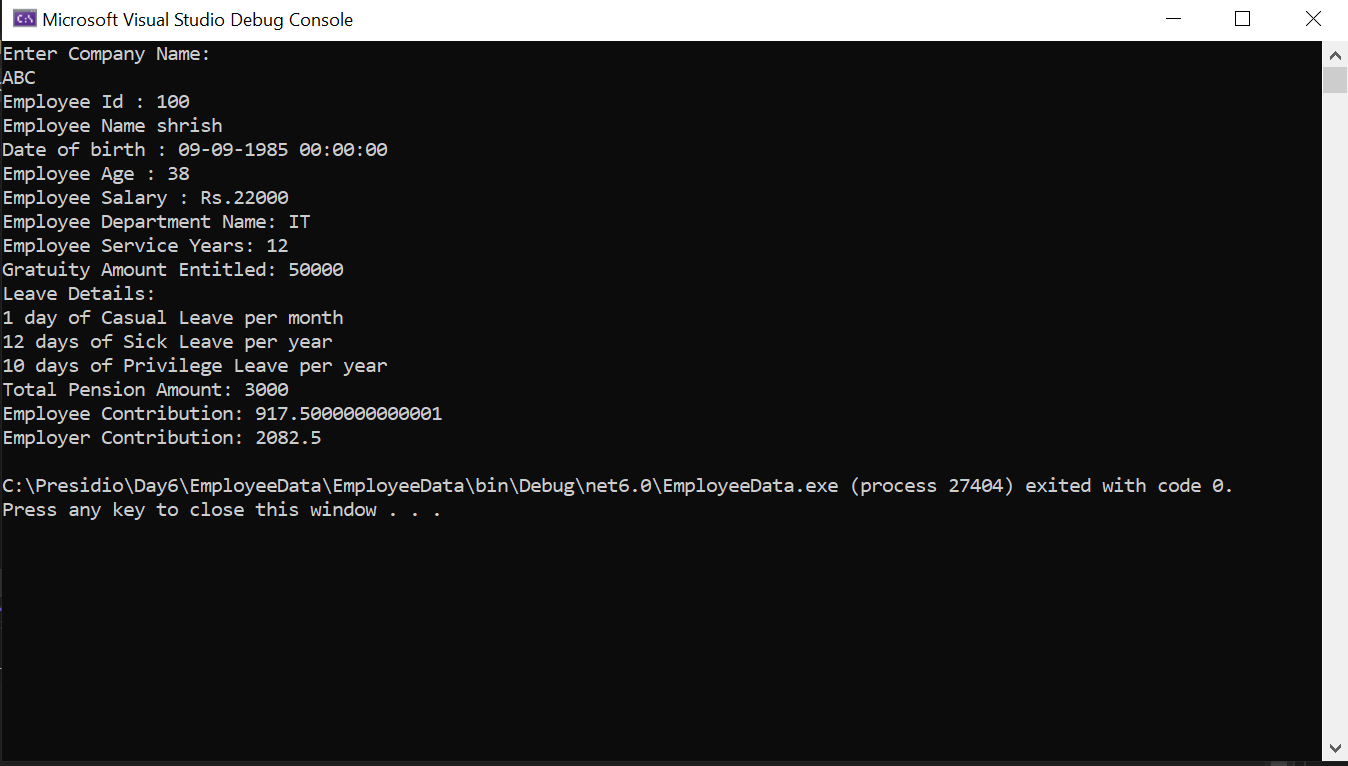 Microsoft Visual Studio Debug Console
Enter Company Name:
ABC
Employee Id : 100
Employee Name shrish
Date of birth : 09-09-1985 00:00:00
Employee Age : 38
Employee Salary : Rs.22000
Employee Department Name: IT
Employee Service Years: 12
Gratuity Amount Entitled: 50000
Leave Details:
1 day of Casual Leave per month
12 days of Sick Leave per year
10 days of Privilege Leave per year
Total Pension Amount: 3000
Employee Contribution: 917.5000000000001
Employer Contribution: 2082.5
C:\Presidio\Day6\EmployeeData\EmployeeData\bin\Debug\net6.0\EmployeeData.exe (process 27404) exited with code 0.
Press any key to close this window . . .